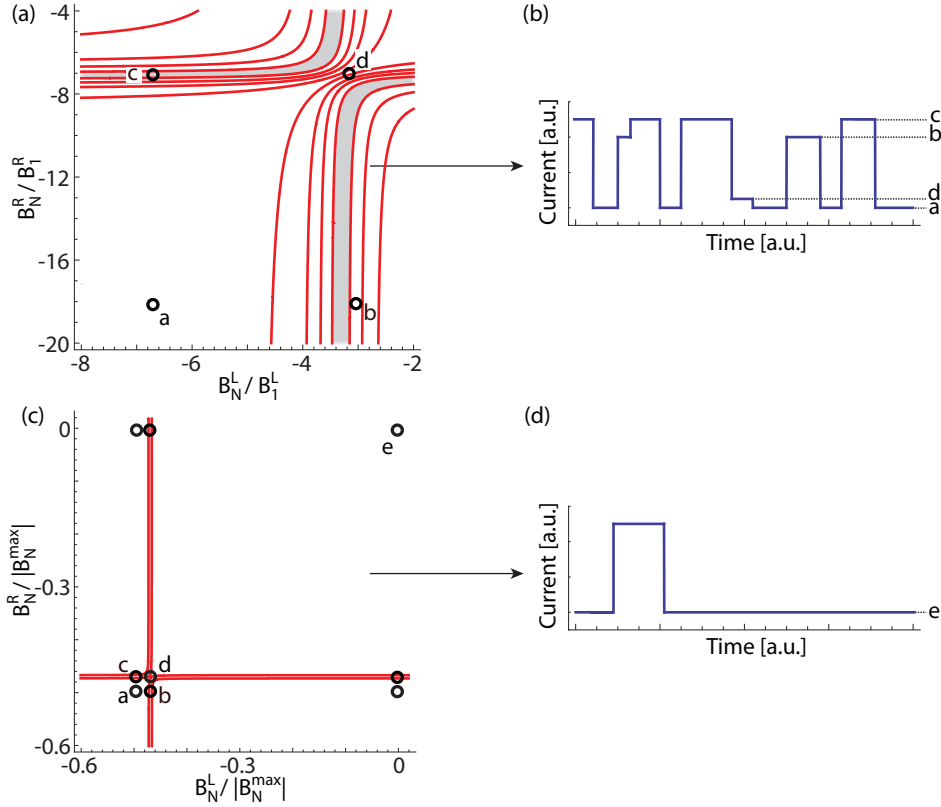 (a)
-4
-8
-12
-16
-20
B_N^R / B_1^R
-8
-6
-4
-2
B_N^L / B_1^L
c
d
a
b
(b)
Current [a.u.]
Time [a.u.]
c
b
d
a
(c)
0
-0.3
-0.6
B_N^R / |B_N^max|
-0.6
-0.3
0
B_N^L / |B_N^max|
e
c
d
a
b
(d)
Current [a.u.]
Time [a.u.]
e